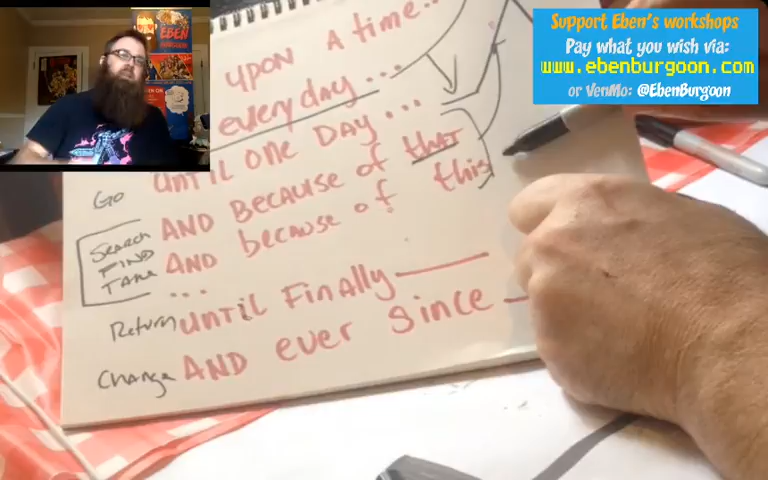 Support Eben's workshops
Pay what you wish via:
www.ebenburgoon.com
or VenMo: @EbenBurgoon
EBEN
upon A time...
everyday...
Go UNTIL ONE DAY...
AND BECAUSE of that
Search
FIND
TAKE
AND because of this
...
Return UNTIL FINAlly
Change AND ever since